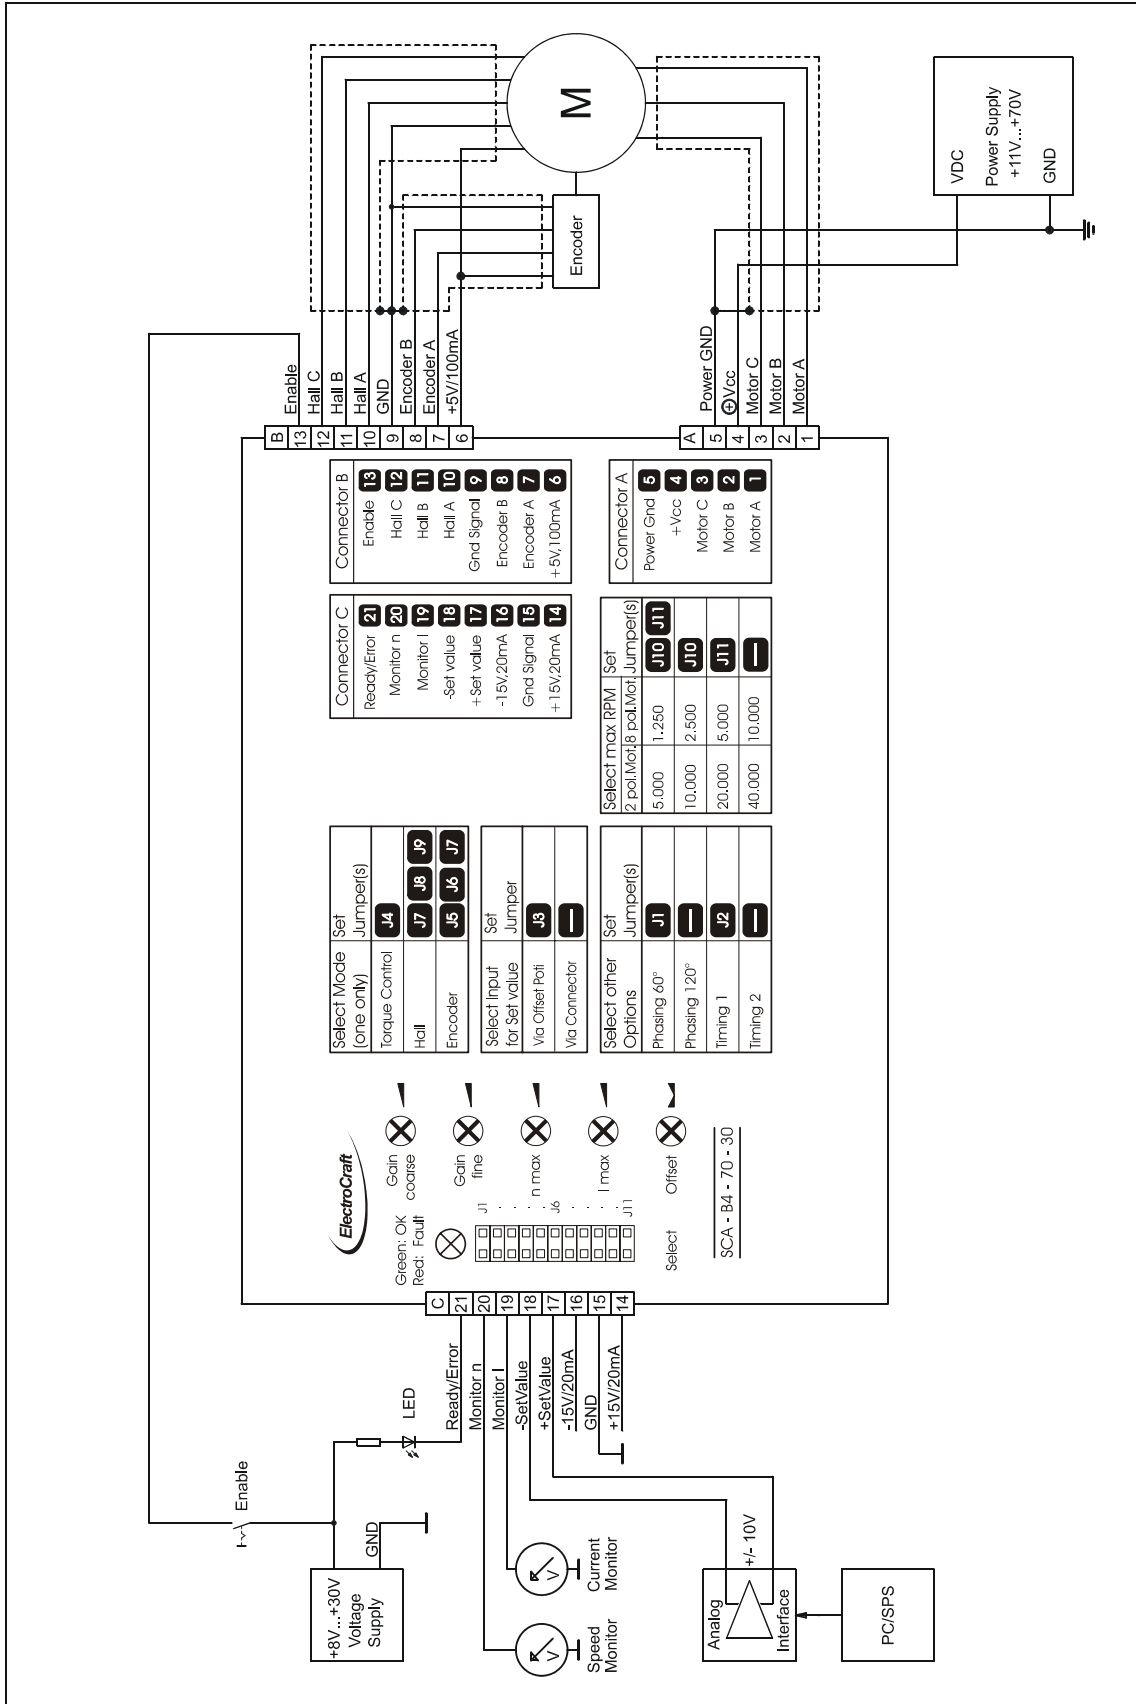 +8V...+30V
Voltage
Supply
GND
Enable
LED
Speed
Monitor
V
Current
Monitor
V
Analog
Interface
+/- 10V
PC/SPS
Ready/Error
Monitor n
Monitor I
-SetValue
+SetValue
-15V/20mA
GND
+15V/20mA
C
21
20
19
18
17
16
15
14
ElectroCraft
Green: OK
Red: Fault
J1
J6
J11
Select
Gain
coarse
Gain
fine
n max
I max
Offset
SCA - B4 - 70 - 30
Select Mode
(one only)
Set
Jumper(s)
Torque Control J4
Hall J7 J8 J9
Encoder J5 J6 J7
Select Input
for Set value
Set
Jumper
Via Offset Poti J3
Via Connector —
Select other
Options
Set
Jumper(s)
Phasing 60° J1
Phasing 120° —
Timing 1 J2
Timing 2 —
Connector C
Ready/Error 21
Monitor n 20
Monitor I 19
-Set value 18
+Set value 17
-15V,20mA 16
Gnd Signal 15
+15V,20mA 14
Select max RPM
2 pol.Mot. 8 pol.Mot.
Set
Jumper(s)
5.000 1.250 J10 J11
10.000 2.500 J10
20.000 5.000 J11
40.000 10.000 —
Connector B
Enable 13
Hall C 12
Hall B 11
Hall A 10
Gnd Signal 9
Encoder B 8
Encoder A 7
+5V,100mA 6
Connector A
Power Gnd 5
+Vcc 4
Motor C 3
Motor B 2
Motor A 1
B
13
12
11
10
9
8
7
6
Enable
Hall C
Hall B
Hall A
GND
Encoder B
Encoder A
+5V/100mA
A
5
4
3
2
1
Power GND
+Vcc
Motor C
Motor B
Motor A
Encoder
M
VDC
Power Supply
+11V...+70V
GND